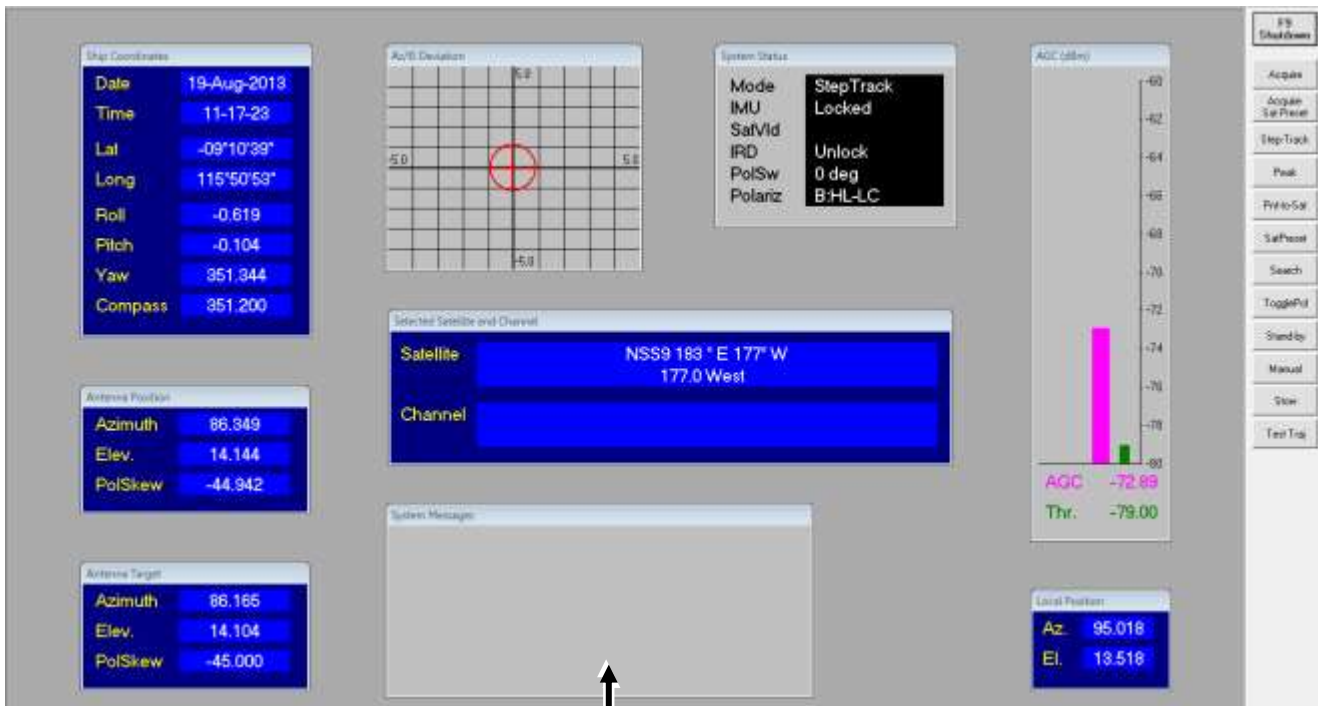 Ship Coordinates
Date 19-Aug-2013
Time 11-17-23
Lat -09°10'39"
Long 115°50'53"
Roll -0.619
Pitch -0.104
Yaw 351.344
Compass 351.200
Antenna Position
Azimuth 86.349
Elev. 14.144
PolSkew -44.942
Antenna Target
Azimuth 86.165
Elev. 14.104
PolSkew -45.000
Deviation
5.0
-5.0 5.0
-5.0
System Status
Mode StepTrack
IMU Locked
SatVld
IRD Unlock
PolSw 0 deg
Polariz B:HL-LC
Selected Satellite and Channel
Satellite NSS9 183 ° E 177° W
177.0 West
Channel
System Messages
AGC (dBm)
-60
-62
-64
-66
-68
-70
-72
-74
-76
-78
-80
AGC -72.89
Thr. -79.00
Local Position
Az. 95.018
El. 13.518
F9
Shutdown
Acquire
Acquire
Sat Preset
Step-Track
Peak
Pnt-to-Sat
SatPreset
Search
TogglePol
Stand-by
Manual
Stow
Test Traj